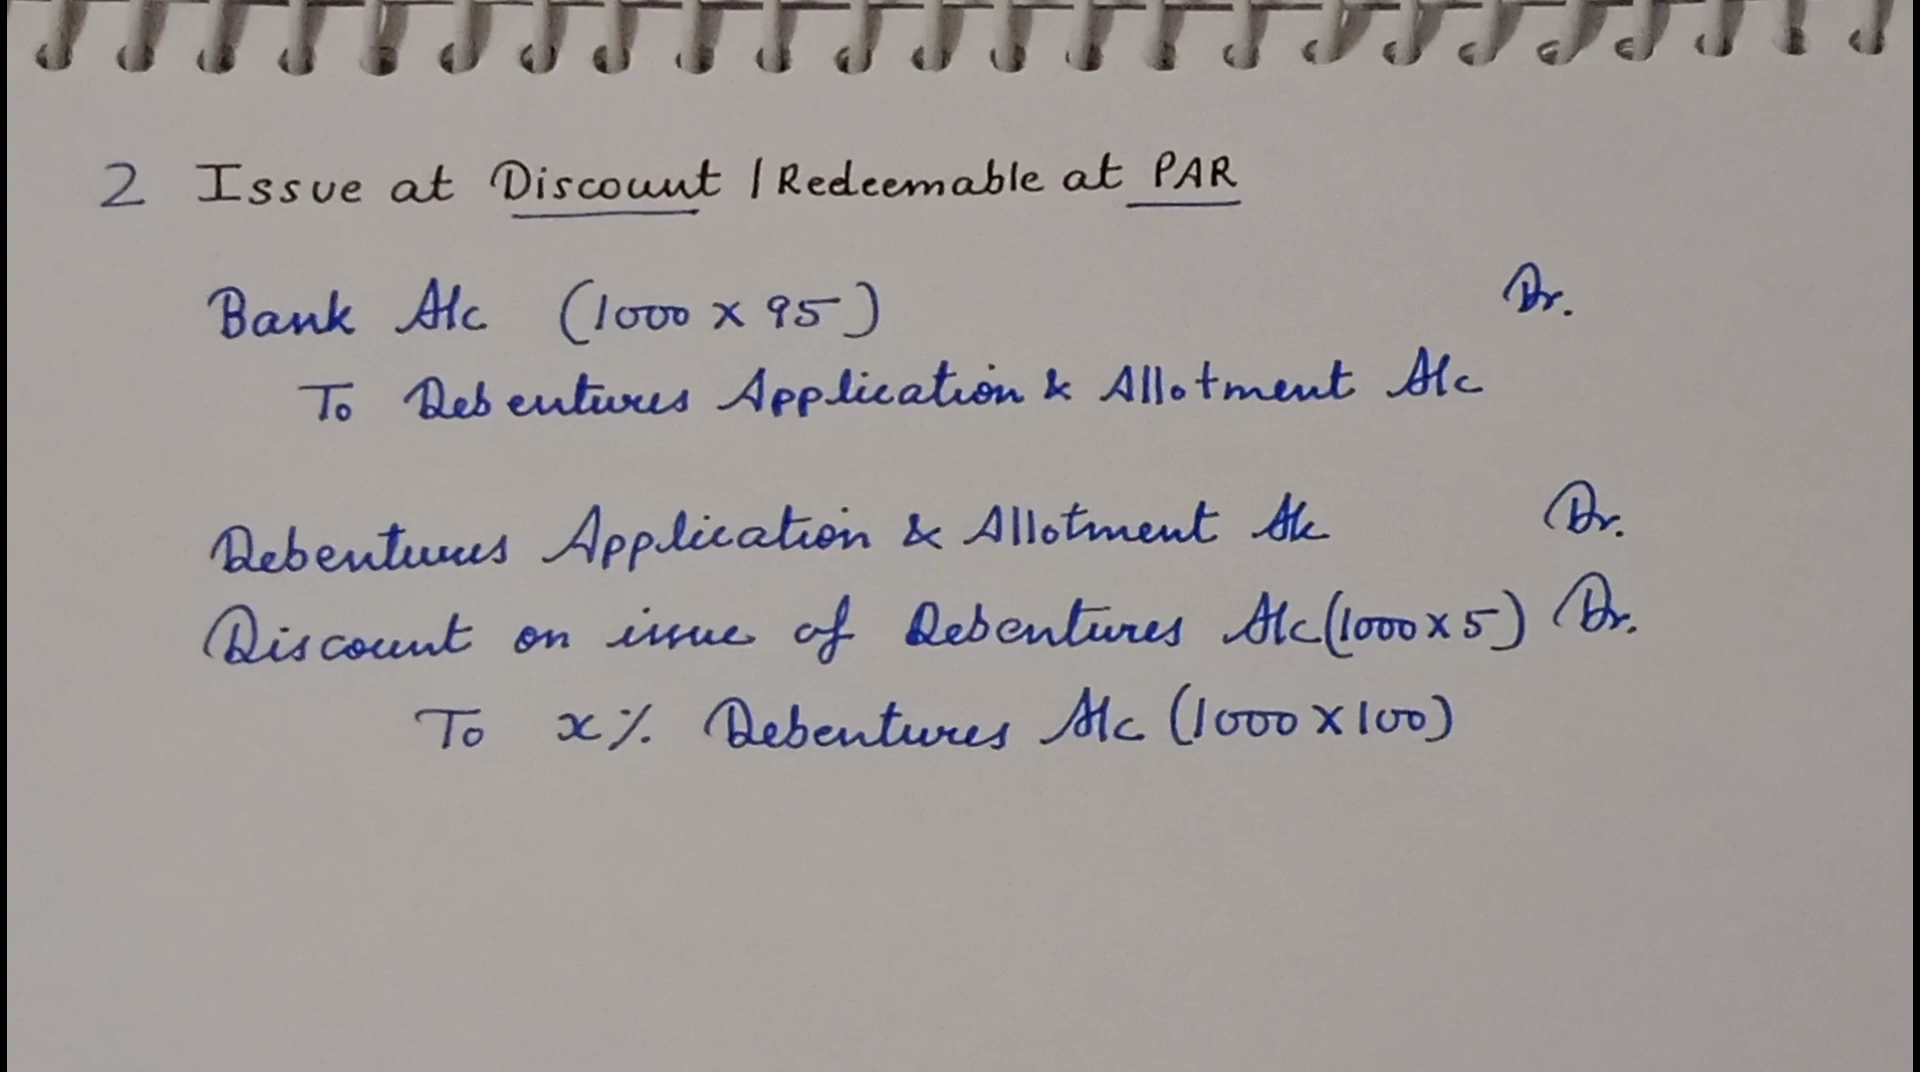 2 Issue at Discount / Redeemable at PAR
Bank A/c (1000 x 95) Dr.
To Debentures Application & Allotment A/c
Debentures Application & Allotment A/c Dr.
Discount on issue of Debentures A/c (1000 x 5) Dr.
To x% Debentures A/c (1000 x 100)